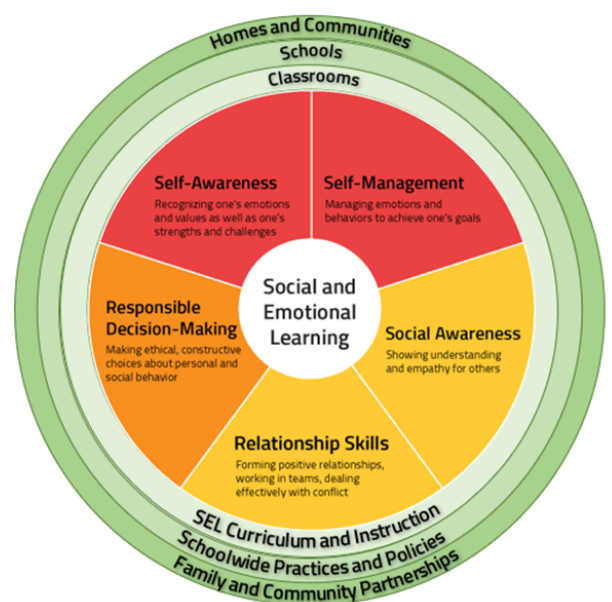 Homes and Communities
Schools
Classrooms
Self-Awareness
Recognizing one's emotions
and values as well as one's
strengths and challenges
Self-Management
Managing emotions and
behaviors to achieve one's goals
Social and
Emotional
Learning
Responsible
Decision-Making
Making ethical, constructive
choices about personal and
social behavior
Social Awareness
Showing understanding
and empathy for others
Relationship Skills
Forming positive relationships,
working in teams, dealing
effectively with conflict
SEL Curriculum and Instruction
Schoolwide Practices and Policies
Family and Community Partnerships